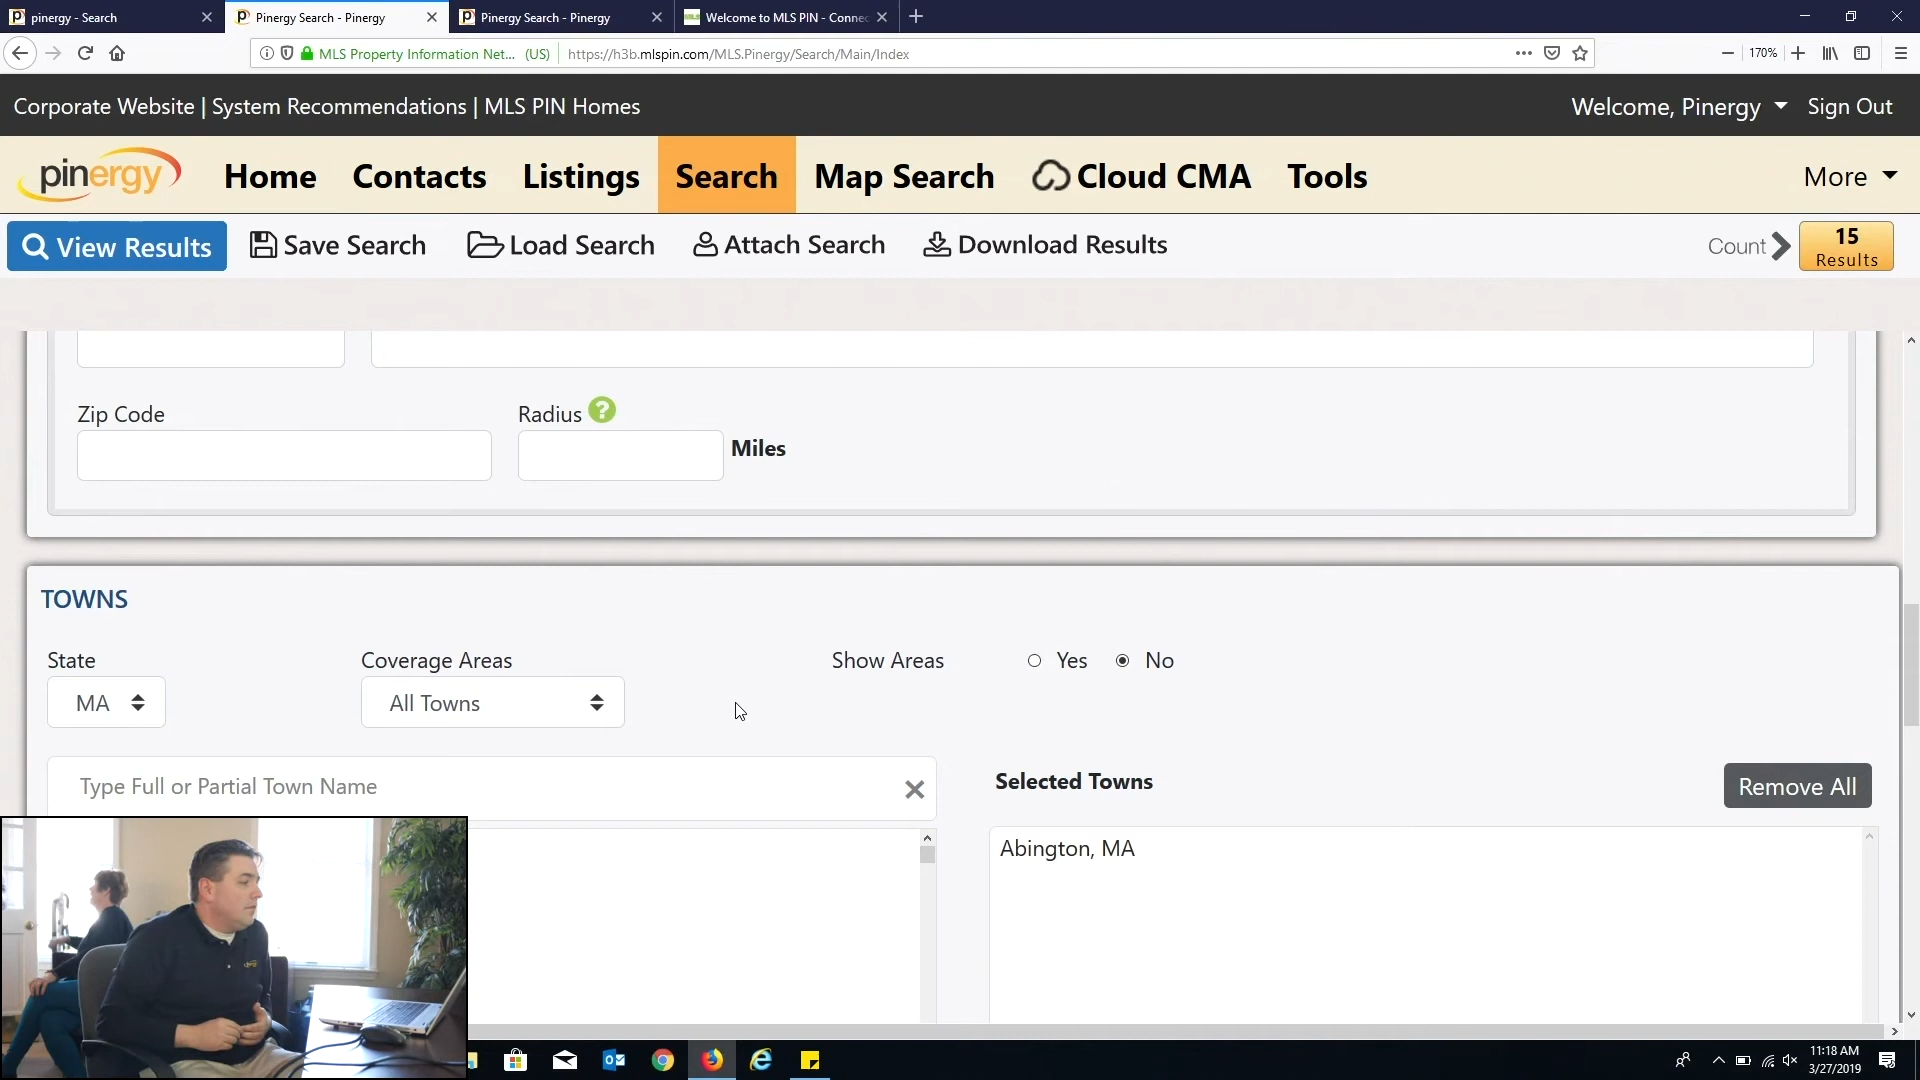 pinergy - Search
Pinergy Search - Pinergy
Pinergy Search - Pinergy
Welcome to MLS PIN - Connec
MLS Property Information Net... (US)
https://h3b.mlspin.com/MLS.Pinergy/Search/Main/Index
170%
Corporate Website | System Recommendations | MLS PIN Homes
Welcome, Pinergy
Sign Out
pinergy
Home
Contacts
Listings
Search
Map Search
Cloud CMA
Tools
More
View Results
Save Search
Load Search
Attach Search
Download Results
Count
15
Results
Zip Code
Radius
?
Miles
TOWNS
State
Coverage Areas
Show Areas
Yes
No
MA
All Towns
Type Full or Partial Town Name
Selected Towns
Remove All
Abington, MA
11:18 AM
3/27/2019